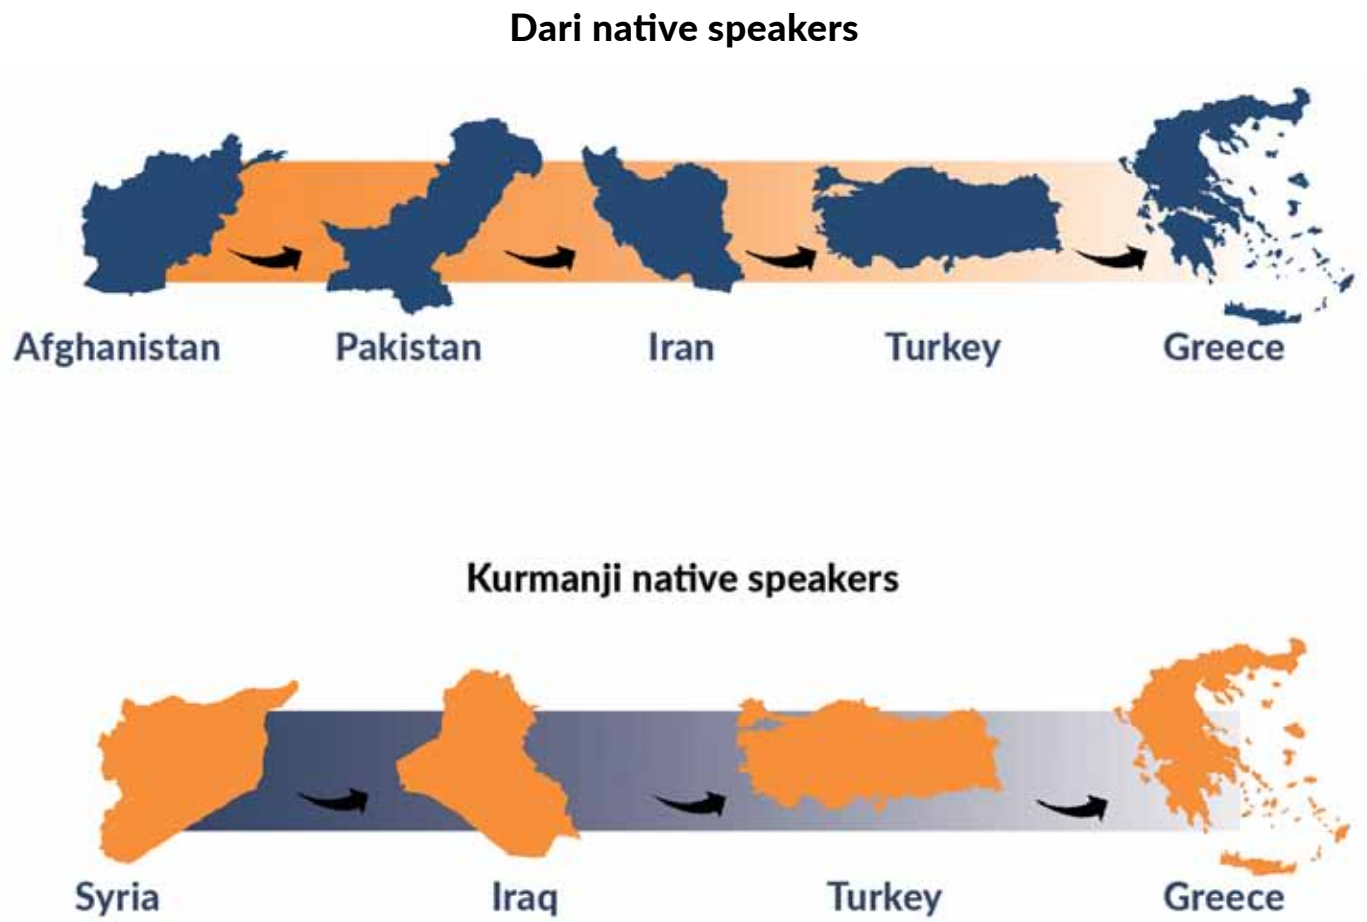 Dari native speakers
Afghanistan Pakistan Iran Turkey Greece
Kurmanji native speakers
Syria Iraq Turkey Greece